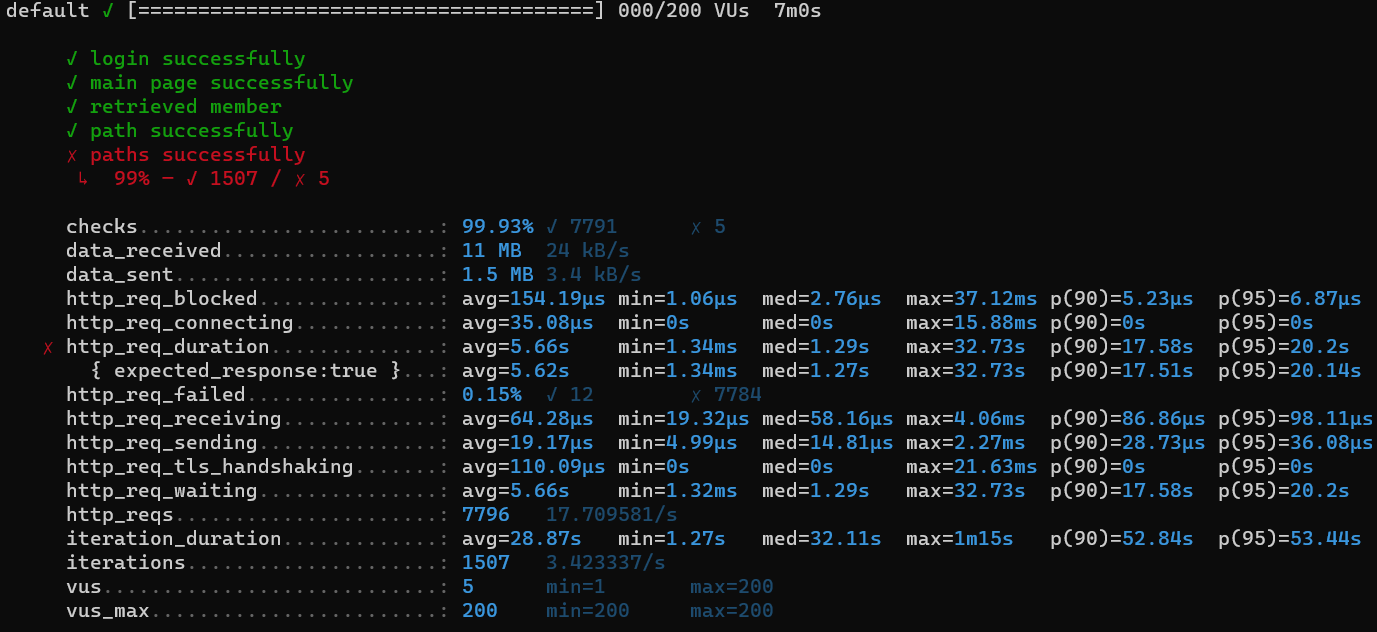 default ✓ [======================================] 000/200 VUs  7m0s
✓ login successfully
✓ main page successfully
✓ retrieved member
✓ path successfully
✗ paths successfully
↳  99% — ✓ 1507 / ✗ 5
checks.........................: 99.93% ✓ 7791      ✗ 5
data_received..................: 11 MB  24 kB/s
data_sent......................: 1.5 MB 3.4 kB/s
http_req_blocked...............: avg=154.19µs min=1.06µs  med=2.76µs  max=37.12ms p(90)=5.23µs  p(95)=6.87µs
http_req_connecting............: avg=35.08µs  min=0s      med=0s      max=15.88ms p(90)=0s      p(95)=0s
✗ http_req_duration..............: avg=5.66s    min=1.34ms  med=1.29s   max=32.73s  p(90)=17.58s  p(95)=20.2s
{ expected_response:true }...: avg=5.62s    min=1.34ms  med=1.27s   max=32.73s  p(90)=17.51s  p(95)=20.14s
http_req_failed................: 0.15%  ✓ 12        ✗ 7784
http_req_receiving.............: avg=64.28µs  min=19.32µs med=58.16µs max=4.06ms  p(90)=86.86µs p(95)=98.11µs
http_req_sending...............: avg=19.17µs  min=4.99µs  med=14.81µs max=2.27ms  p(90)=28.73µs p(95)=36.08µs
http_req_tls_handshaking.......: avg=110.09µs min=0s      med=0s      max=21.63ms p(90)=0s      p(95)=0s
http_req_waiting...............: avg=5.66s    min=1.32ms  med=1.29s   max=32.73s  p(90)=17.58s  p(95)=20.2s
http_reqs......................: 7796   17.709581/s
iteration_duration.............: avg=28.87s   min=1.27s   med=32.11s  max=1m15s   p(90)=52.84s  p(95)=53.44s
iterations.....................: 1507   3.423337/s
vus............................: 5      min=1       max=200
vus_max........................: 200    min=200     max=200